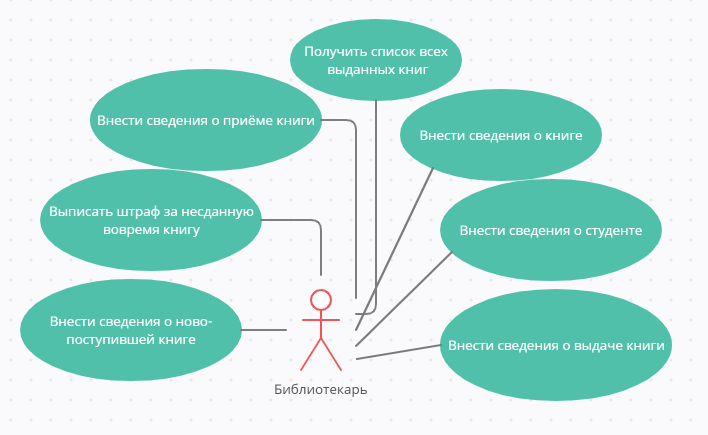 Получить список всех
выданных книг
Внести сведения о приёме книги
Внести сведения о книге
Выписать штраф за несданную
вовремя книгу
Внести сведения о студенте
Внести сведения о ново-
поступившей книге
Внести сведения о выдаче книги
Библиотекарь